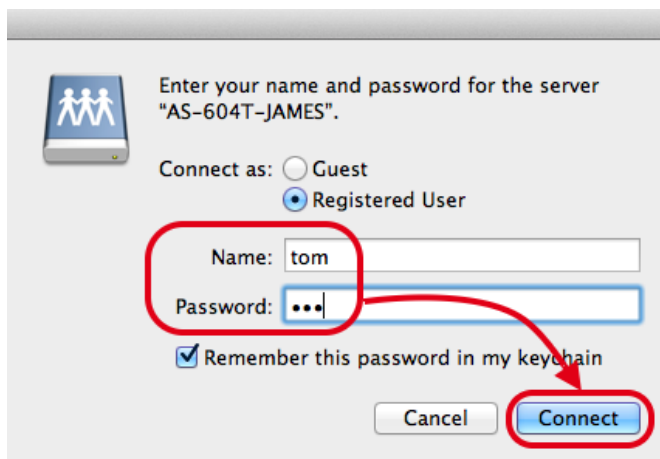 Enter your name and password for the server
“AS-604T-JAMES”.
Connect as: Guest
Registered User
Name: tom
Password: •••
Remember this password in my keychain
Cancel Connect